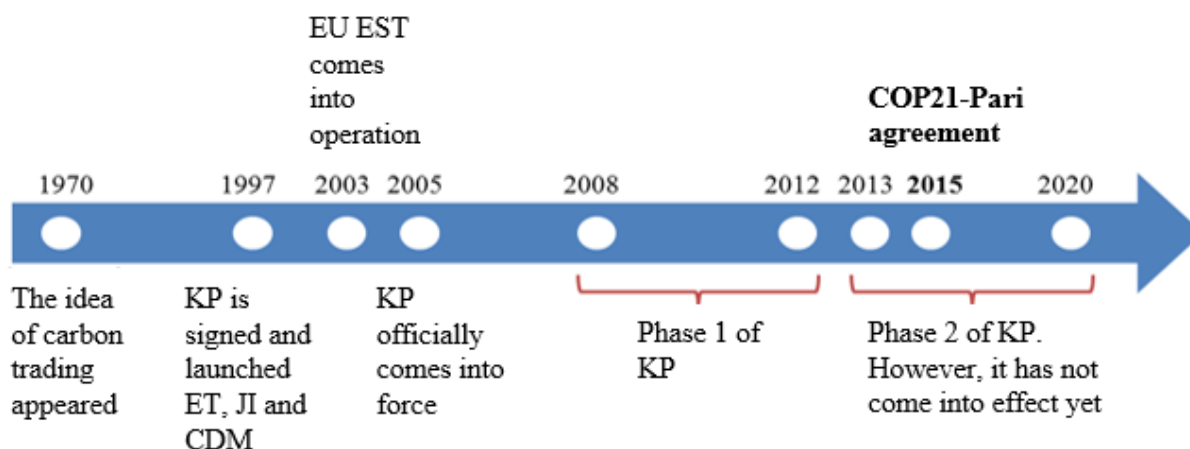 EU EST
comes
into
operation
COP21-Pari
agreement
1970
1997
2003
2005
2008
2012
2013
2015
2020
The idea
of carbon
trading
appeared
KP is
signed and
launched
ET, JI and
CDM
KP
officially
comes into
force
Phase 1 of
KP
Phase 2 of KP.
However, it has not
come into effect yet